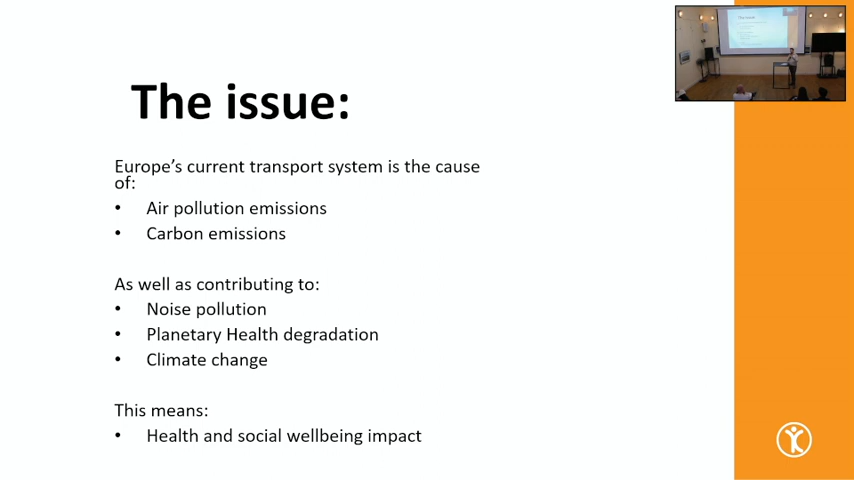 The issue:
Europe’s current transport system is the cause
of:
• Air pollution emissions
• Carbon emissions
As well as contributing to:
• Noise pollution
• Planetary Health degradation
• Climate change
This means:
• Health and social wellbeing impact